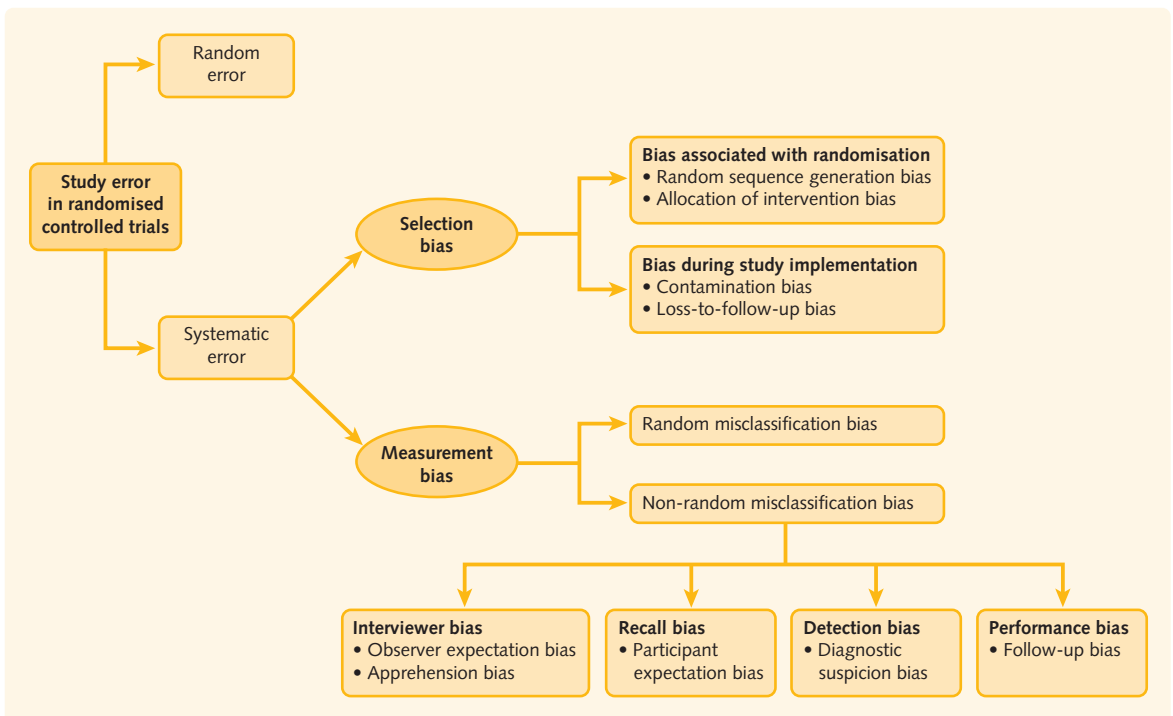 Random
error
Study error
in randomised
controlled trials
Systematic
error
Selection
bias
Bias associated with randomisation
• Random sequence generation bias
• Allocation of intervention bias
Bias during study implementation
• Contamination bias
• Loss-to-follow-up bias
Measurement
bias
Random misclassification bias
Non-random misclassification bias
Interviewer bias
• Observer expectation bias
• Apprehension bias
Recall bias
• Participant
expectation bias
Detection bias
• Diagnostic
suspicion bias
Performance bias
• Follow-up bias